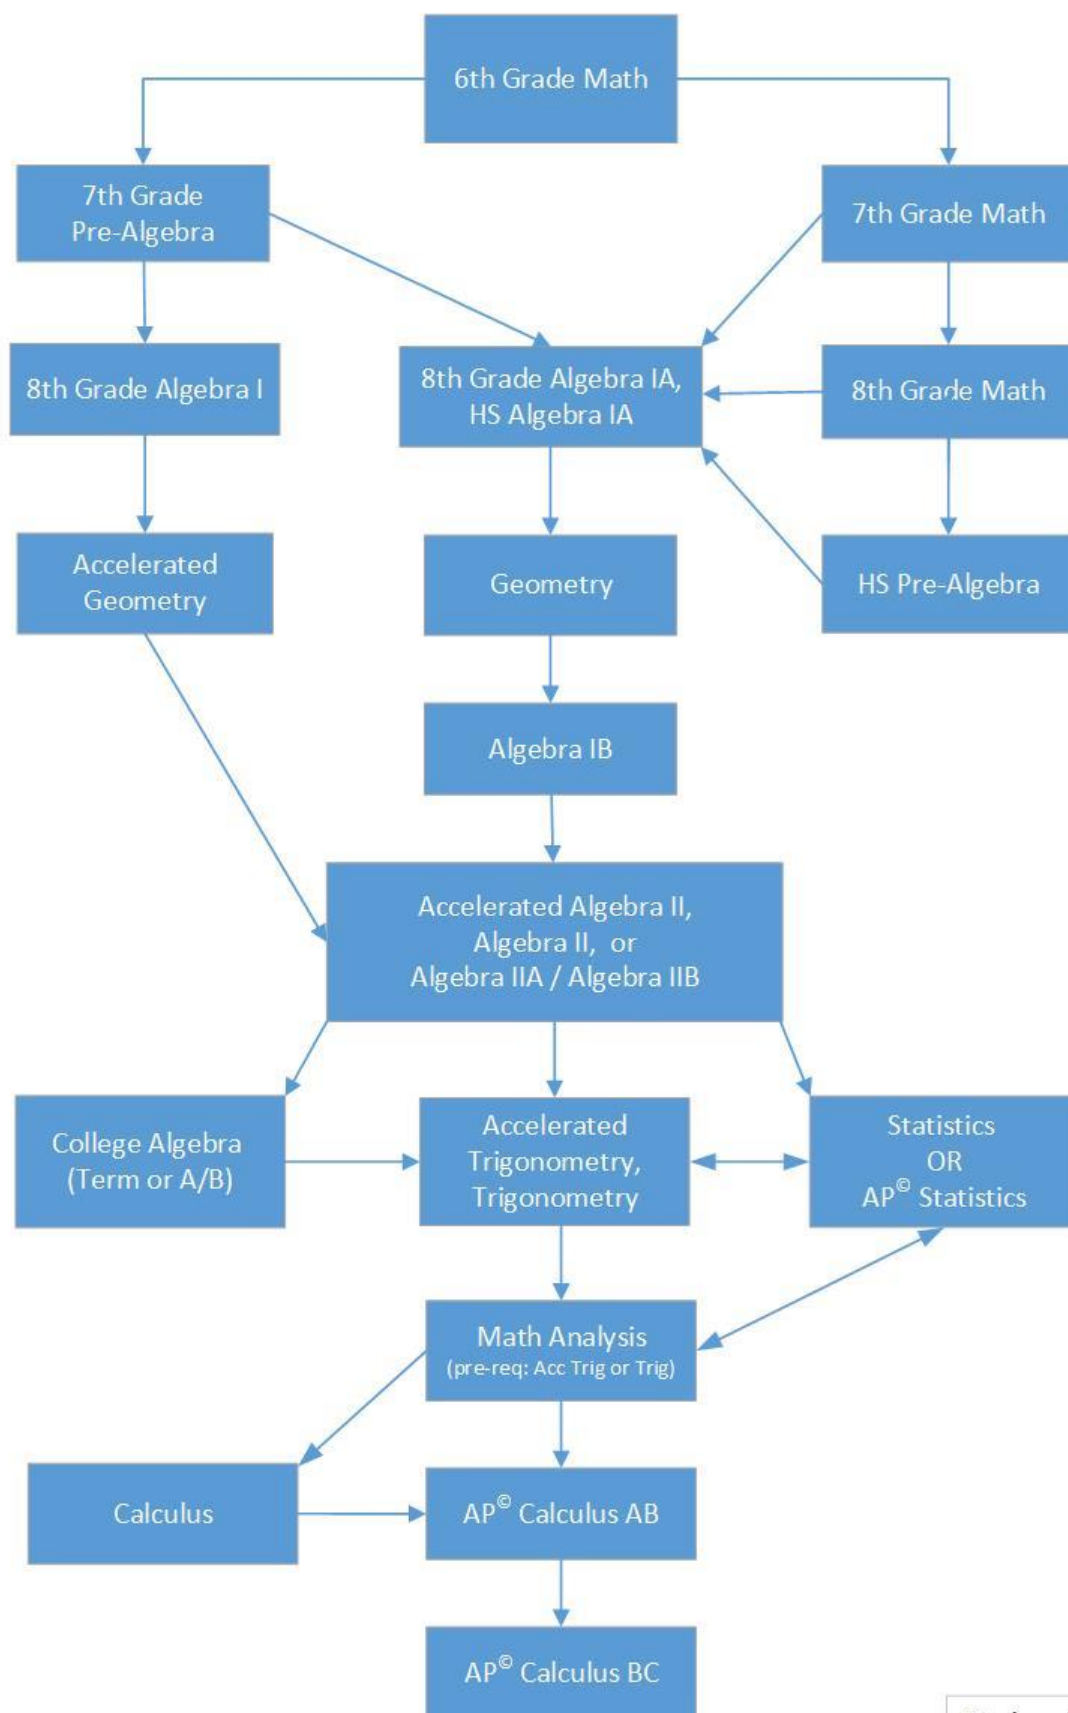 6th Grade Math
7th Grade
Pre-Algebra
7th Grade Math
8th Grade Algebra I
8th Grade Algebra IA,
HS Algebra IA
8th Grade Math
Accelerated
Geometry
Geometry
HS Pre-Algebra
Algebra IB
Accelerated Algebra II,
Algebra II, or
Algebra IIA / Algebra IIB
College Algebra
(Term or A/B)
Accelerated
Trigonometry,
Trigonometry
Statistics
OR
AP© Statistics
Math Analysis
(pre-req: Acc Trig or Trig)
Calculus
AP© Calculus AB
AP© Calculus BC